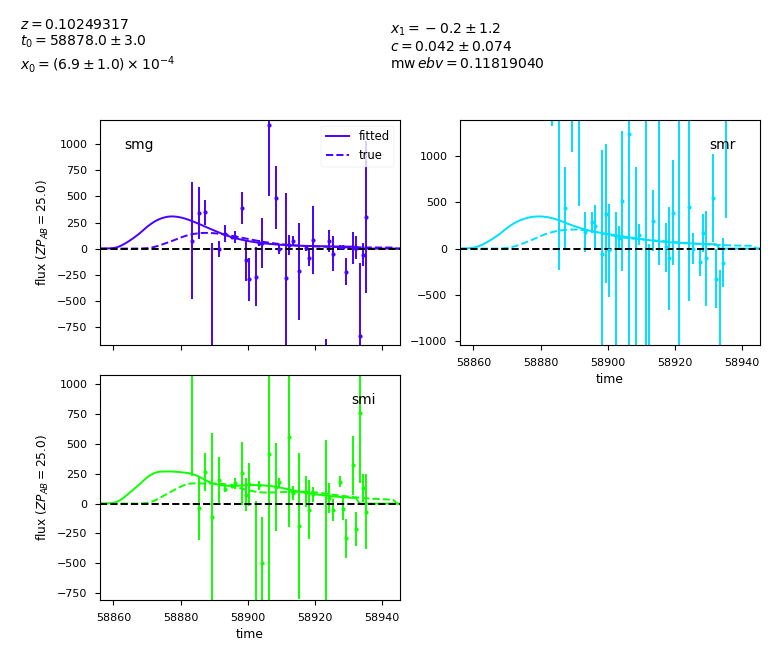 z = 0.10249317
t0 = 58878.0 ± 3.0
x0 = (6.9 ± 1.0) × 10^−4
x1 = −0.2 ± 1.2
c = 0.042 ± 0.074
mw ebv = 0.11819040
smg
fitted
true
1000
750
500
250
0
−250
−500
−750
flux (ZP_AB = 25.0)
smr
1000
500
0
−500
−1000
58860 58880 58900 58920 58940
time
smi
1000
750
500
250
0
−250
−500
−750
flux (ZP_AB = 25.0)
58860 58880 58900 58920 58940
time